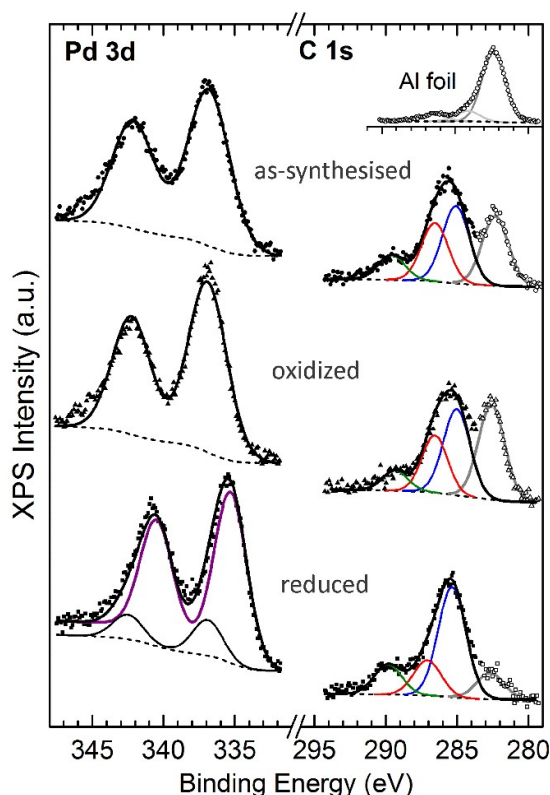 Pd 3d
C 1s
Al foil
as-synthesised
oxidized
reduced
XPS Intensity (a.u.)
345 340 335 295 290 285 280
Binding Energy (eV)